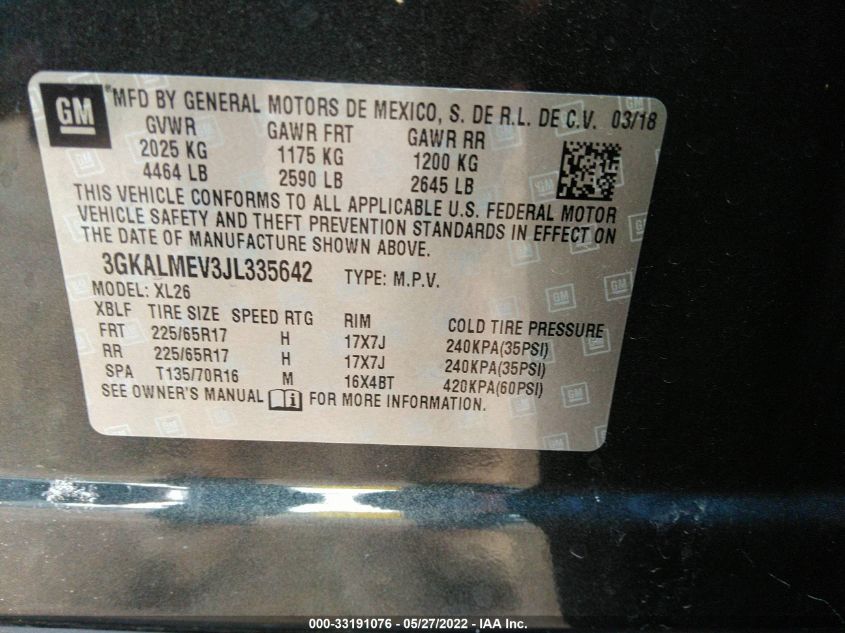 GM
®MFD BY GENERAL MOTORS DE MEXICO, S. DE R.L. DE C.V. 03/18
GVWR GAWR FRT GAWR RR
2025 KG 1175 KG 1200 KG
4464 LB 2590 LB 2645 LB
THIS VEHICLE CONFORMS TO ALL APPLICABLE U.S. FEDERAL MOTOR
VEHICLE SAFETY AND THEFT PREVENTION STANDARDS IN EFFECT ON
THE DATE OF MANUFACTURE SHOWN ABOVE.
3GKALMEV3JL335642 TYPE: M.P.V.
MODEL: XL26
XBLF TIRE SIZE SPEED RTG RIM COLD TIRE PRESSURE
FRT 225/65R17 H 17X7J 240KPA(35PSI)
RR 225/65R17 H 17X7J 240KPA(35PSI)
SPA T135/70R16 M 16X4BT 420KPA(60PSI)
SEE OWNER'S MANUAL FOR MORE INFORMATION.
000-33191076 - 05/27/2022 - IAA Inc.